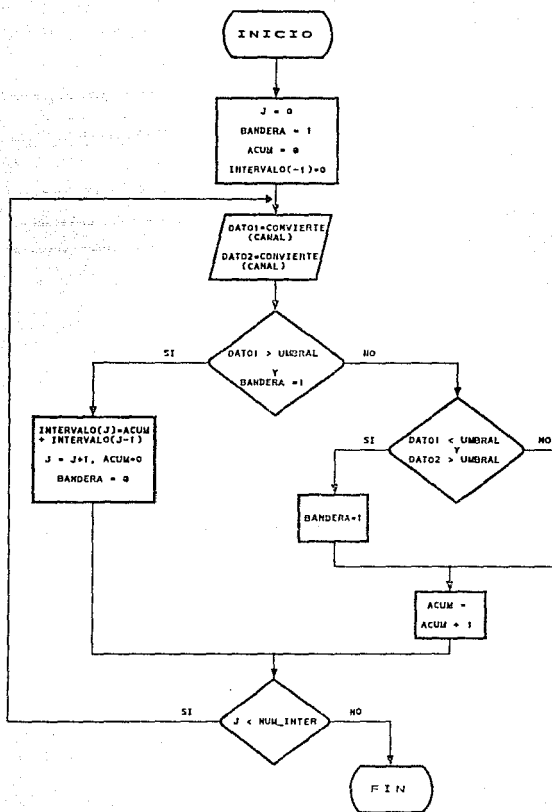 INICIO
J = 0
BANDERA = 1
ACUM = 0
INTERVALO(-1)=0
DATO1=CONVIERTE
(CANAL)
DATO2=CONVIERTE
(CANAL)
SI
DATO1 > UMBRAL
Y
BANDERA =1
NO
INTERVALO(J)=ACUM
+ INTERVALO(J-1)
J = J+1, ACUM=0
BANDERA = 0
SI
DATO1 < UMBRAL
Y
DATO2 > UMBRAL
NO
BANDERA=1
ACUM =
ACUM + 1
SI
J < NUM_INTER
NO
FIN